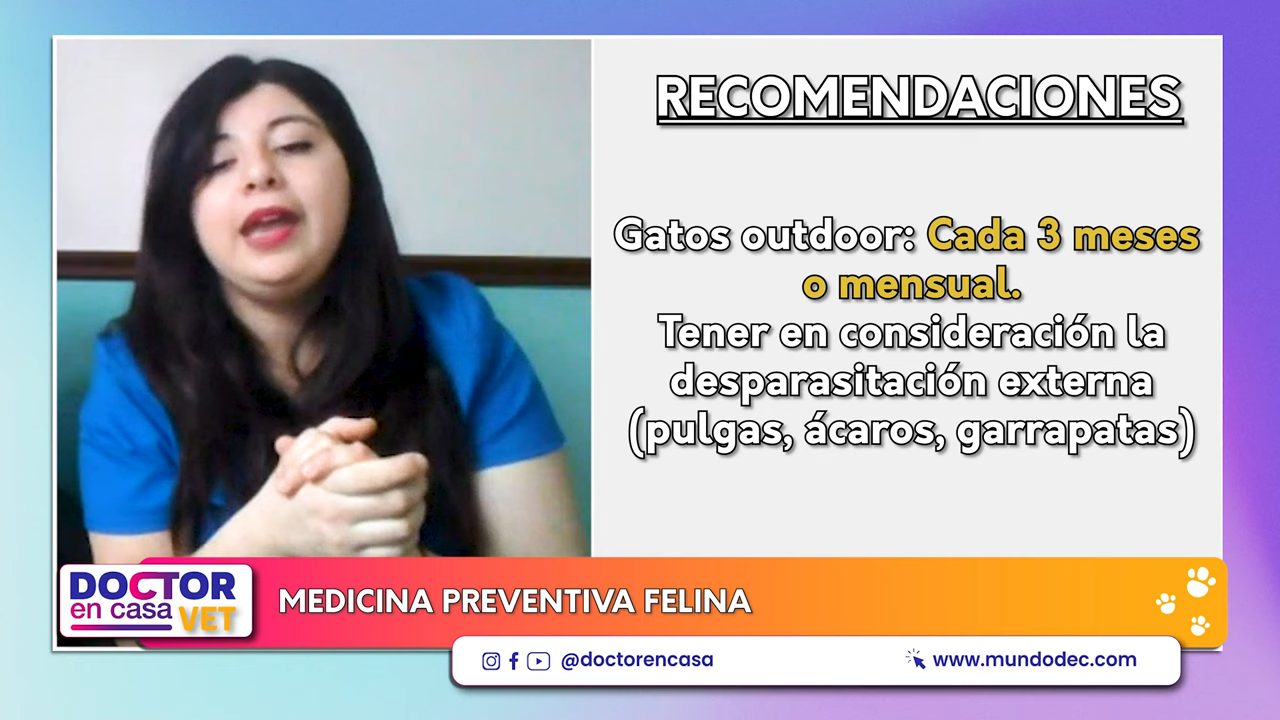 RECOMENDACIONES
Gatos outdoor: Cada 3 meses
o mensual.
Tener en consideración la
desparasitación externa
(pulgas, ácaros, garrapatas)
DOCTOR
en casa
VET
MEDICINA PREVENTIVA FELINA
@doctorencasa
www.mundodec.com